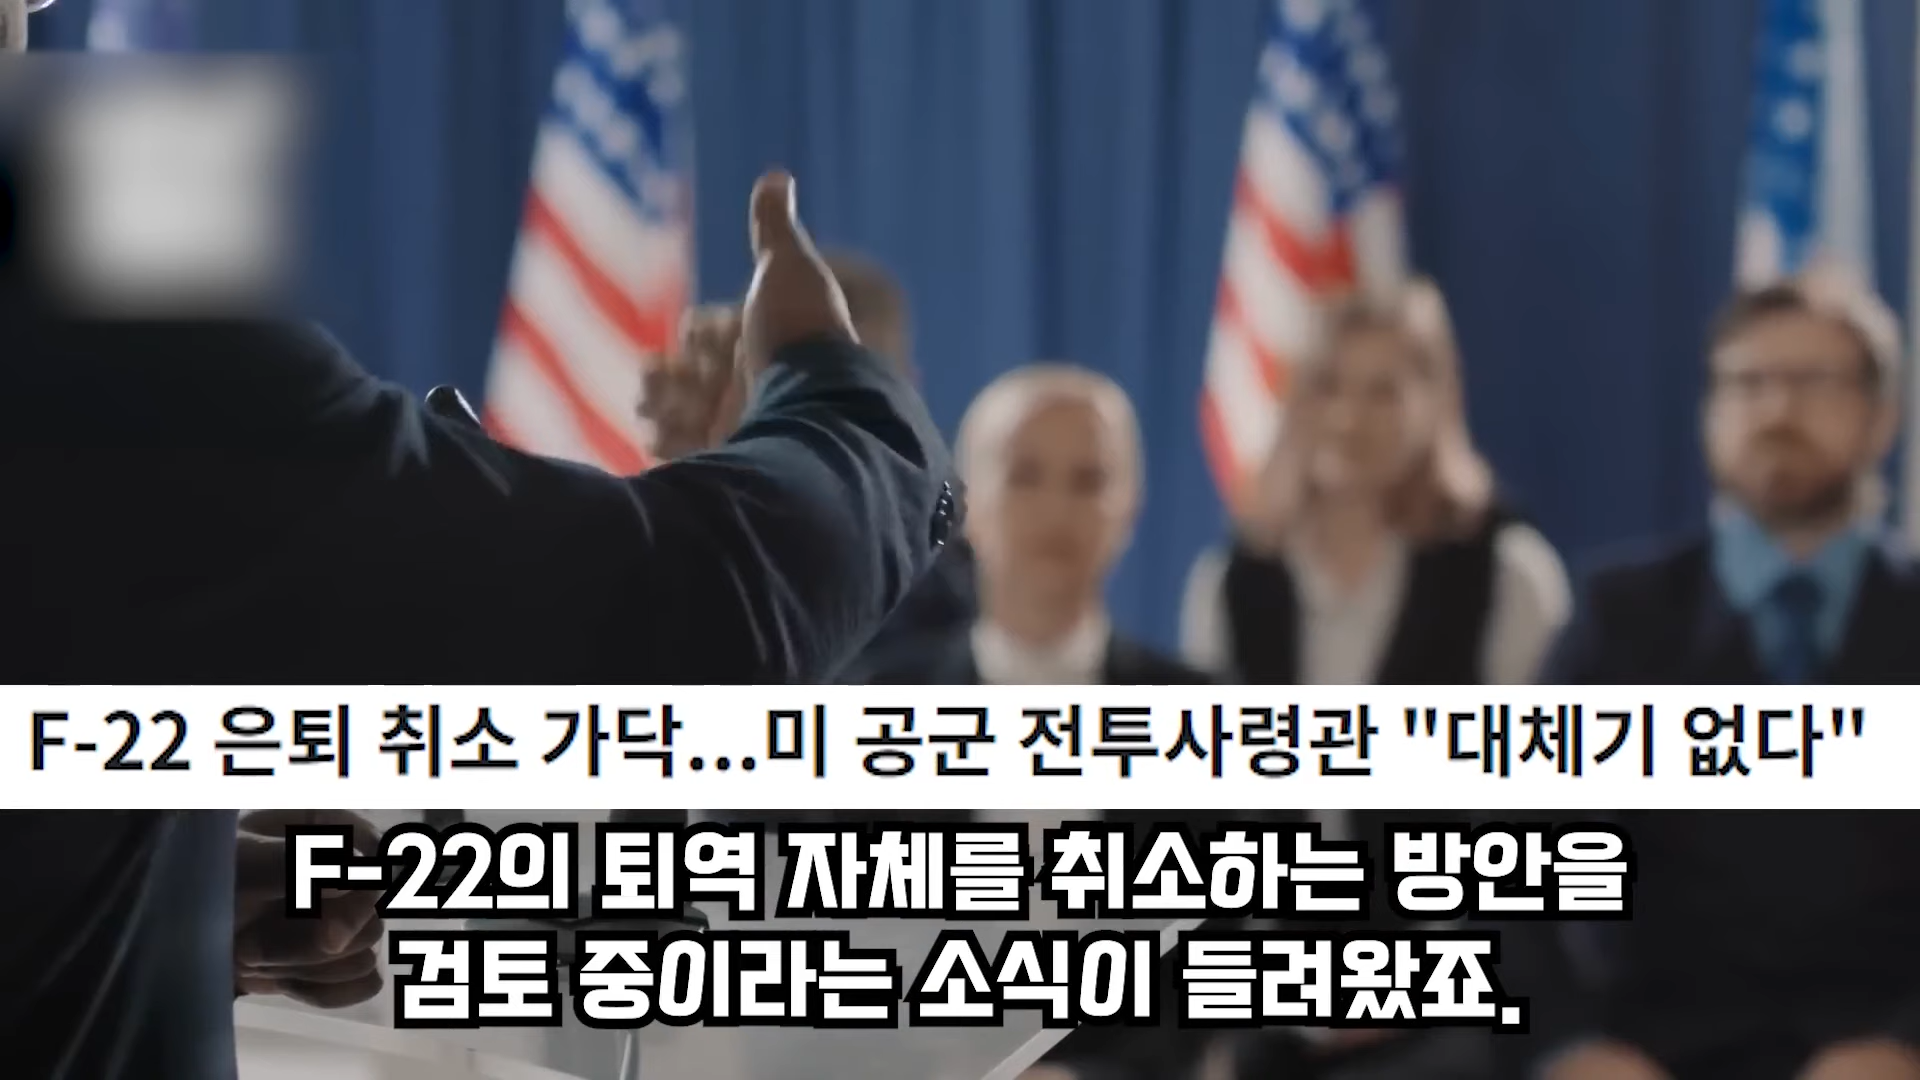 F-22 은퇴 취소 가닥...미 공군 전투사령관 "대체기 없다"
F-22의 퇴역 자체를 취소하는 방안을
검토 중이라는 소식이 들려왔죠.